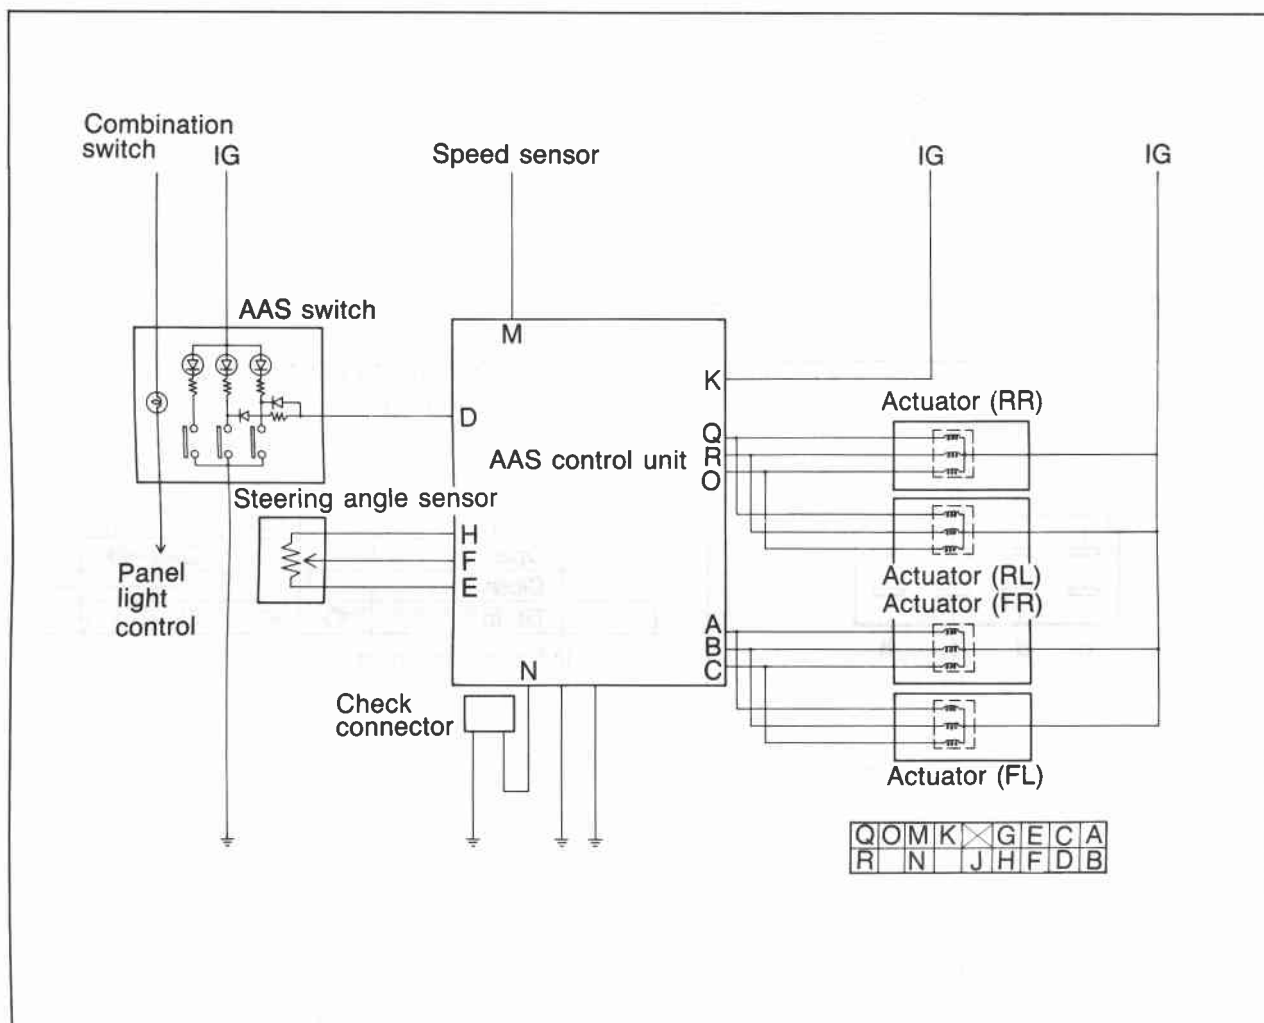 Combination
switch
IG
Speed sensor
IG
IG
AAS switch
M
K
D
Actuator (RR)
Q
R
O
AAS control unit
Steering angle sensor
H
F
E
Panel
light
control
Actuator (RL)
Actuator (FR)
A
B
C
N
Check
connector
Actuator (FL)
Q O M K G E C A
R N J H F D B